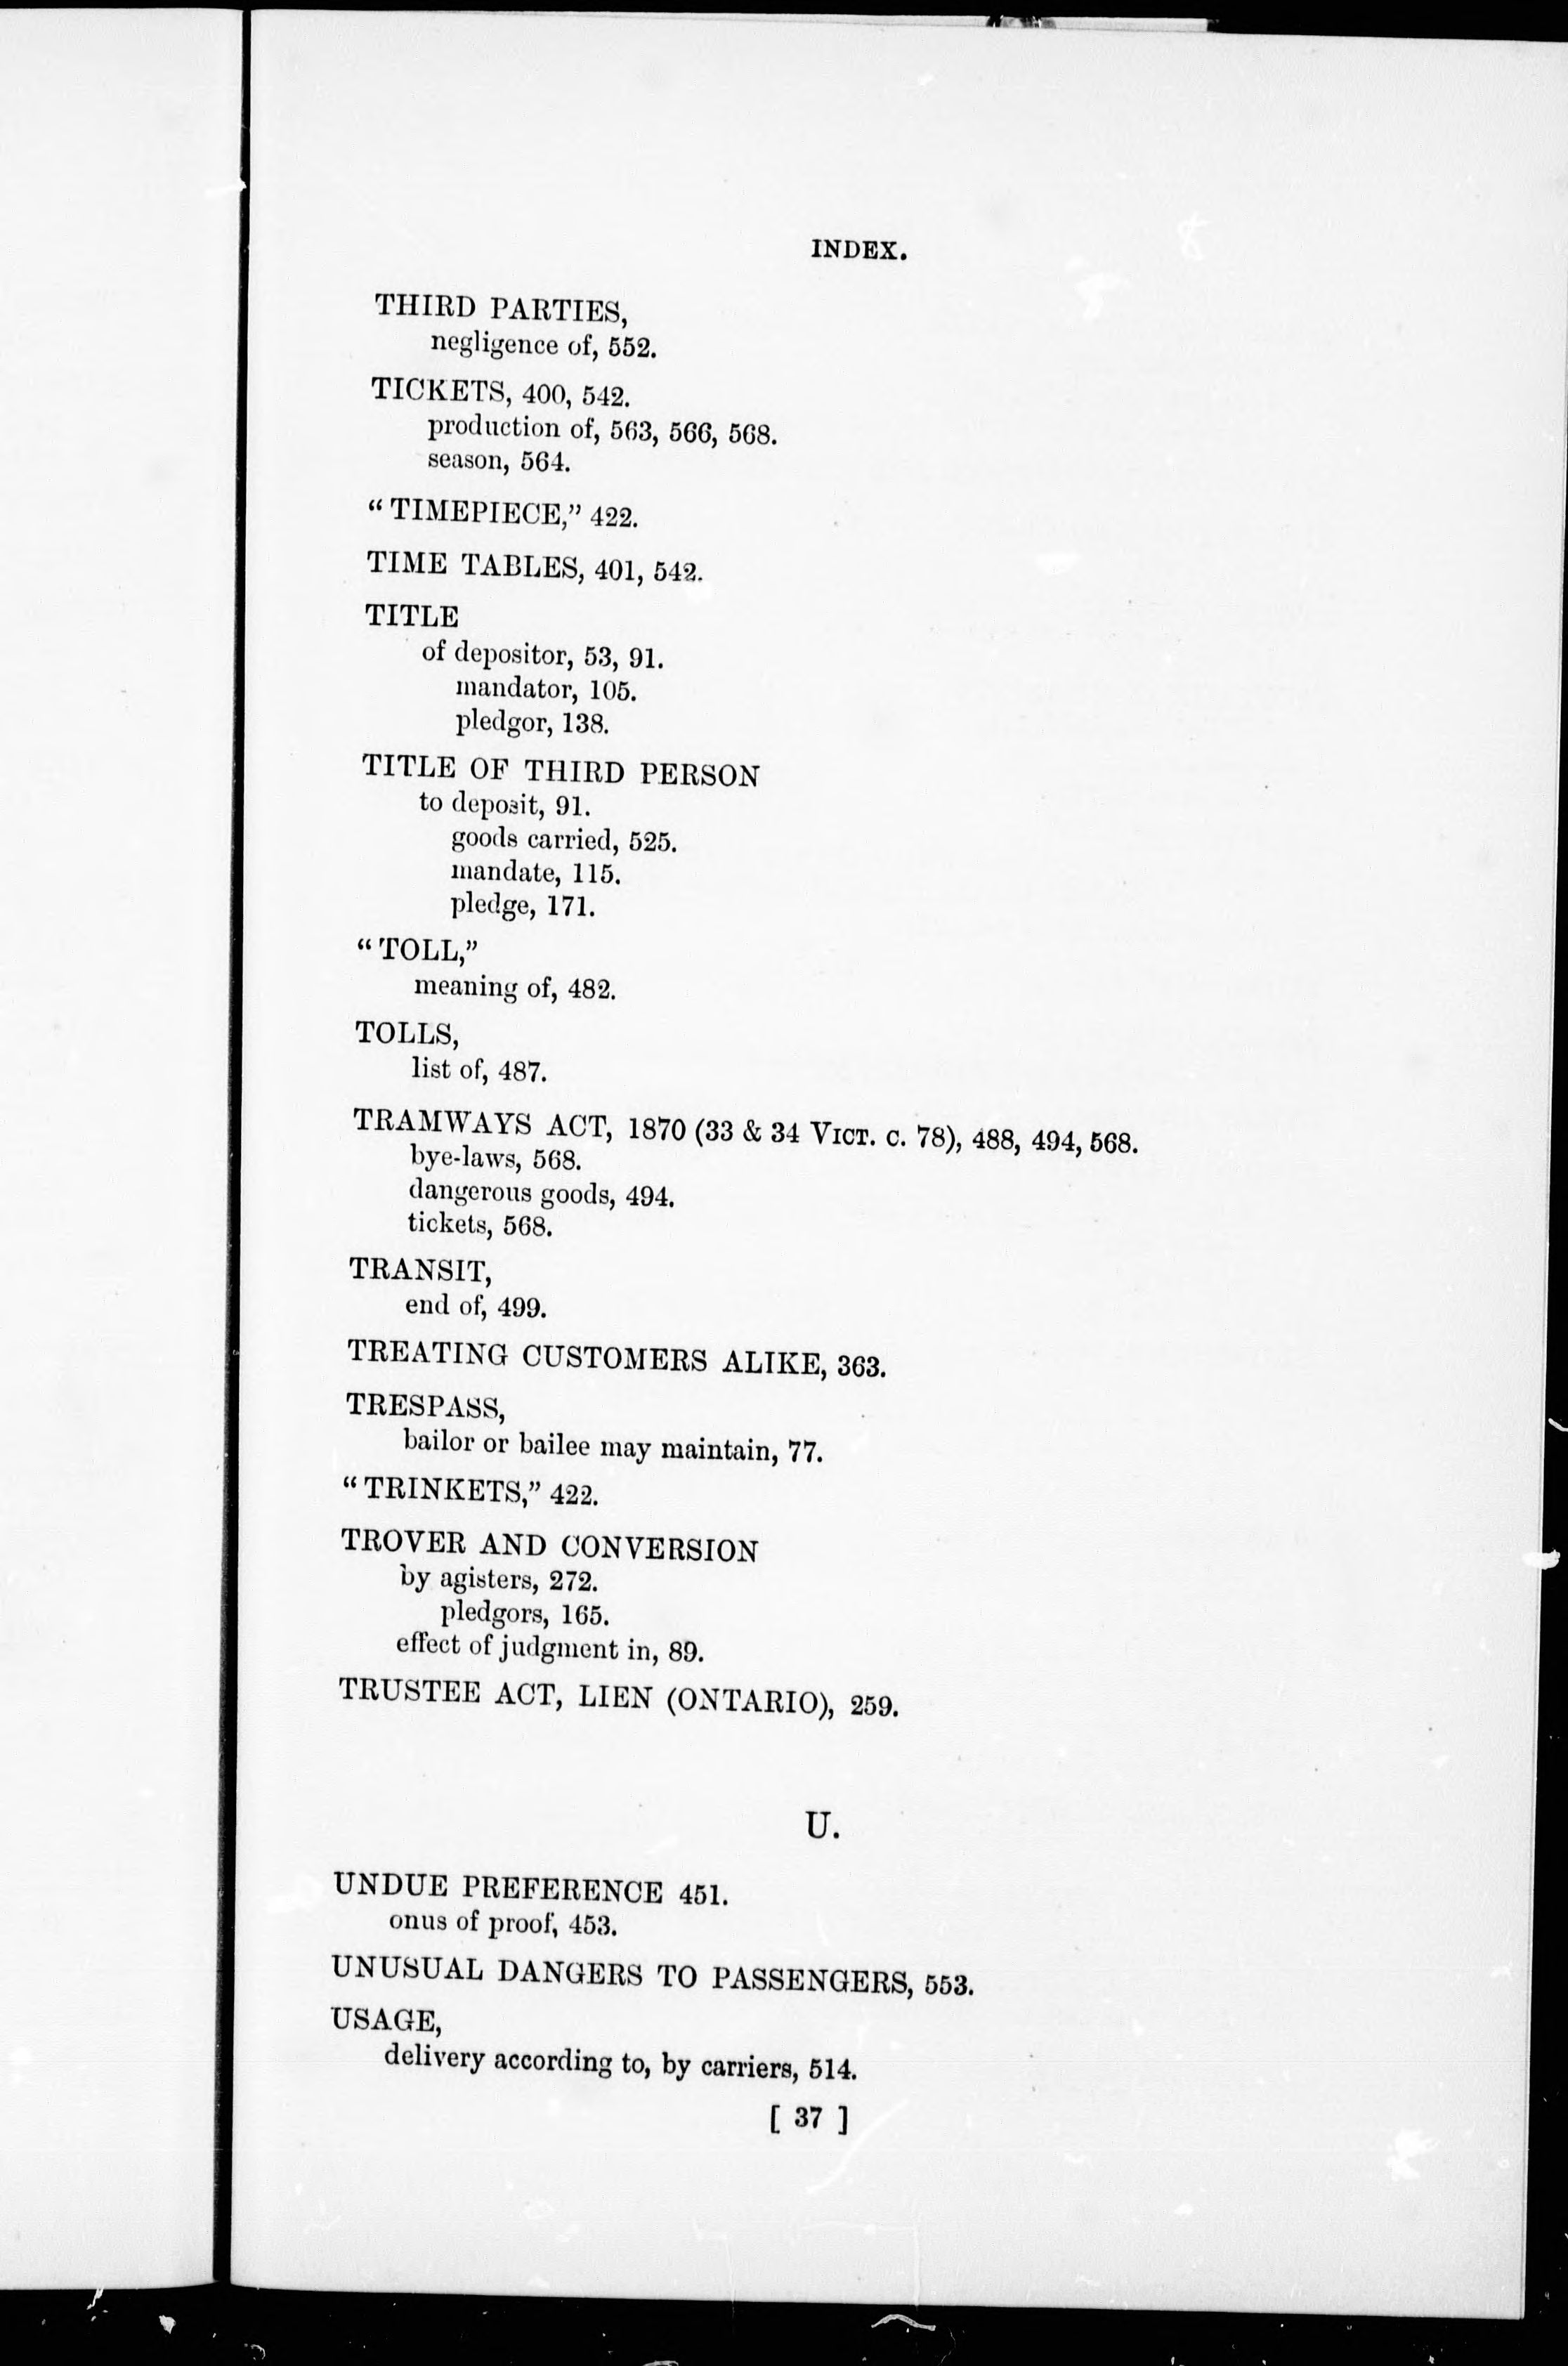 INDEX.
THIRD PARTIES,
negligence of, 552.
TICKETS, 400, 542.
production of, 563, 566, 568.
season, 564.
“TIMEPIECE,” 422.
TIME TABLES, 401, 542.
TITLE
of depositor, 53, 91.
mandator, 105.
pledgor, 138.
TITLE OF THIRD PERSON
to deposit, 91.
goods carried, 525.
mandate, 115.
pledge, 171.
“TOLL,”
meaning of, 482.
TOLLS,
list of, 487.
TRAMWAYS ACT, 1870 (33 & 34 VICT. c. 78), 488, 494, 568.
bye-laws, 568.
dangerous goods, 494.
tickets, 568.
TRANSIT,
end of, 499.
TREATING CUSTOMERS ALIKE, 363.
TRESPASS,
bailor or bailee may maintain, 77.
“TRINKETS,” 422.
TROVER AND CONVERSION
by agisters, 272.
pledgors, 165.
effect of judgment in, 89.
TRUSTEE ACT, LIEN (ONTARIO), 259.
U.
UNDUE PREFERENCE 451.
onus of proof, 453.
UNUSUAL DANGERS TO PASSENGERS, 553.
USAGE,
delivery according to, by carriers, 514.
[ 37 ]